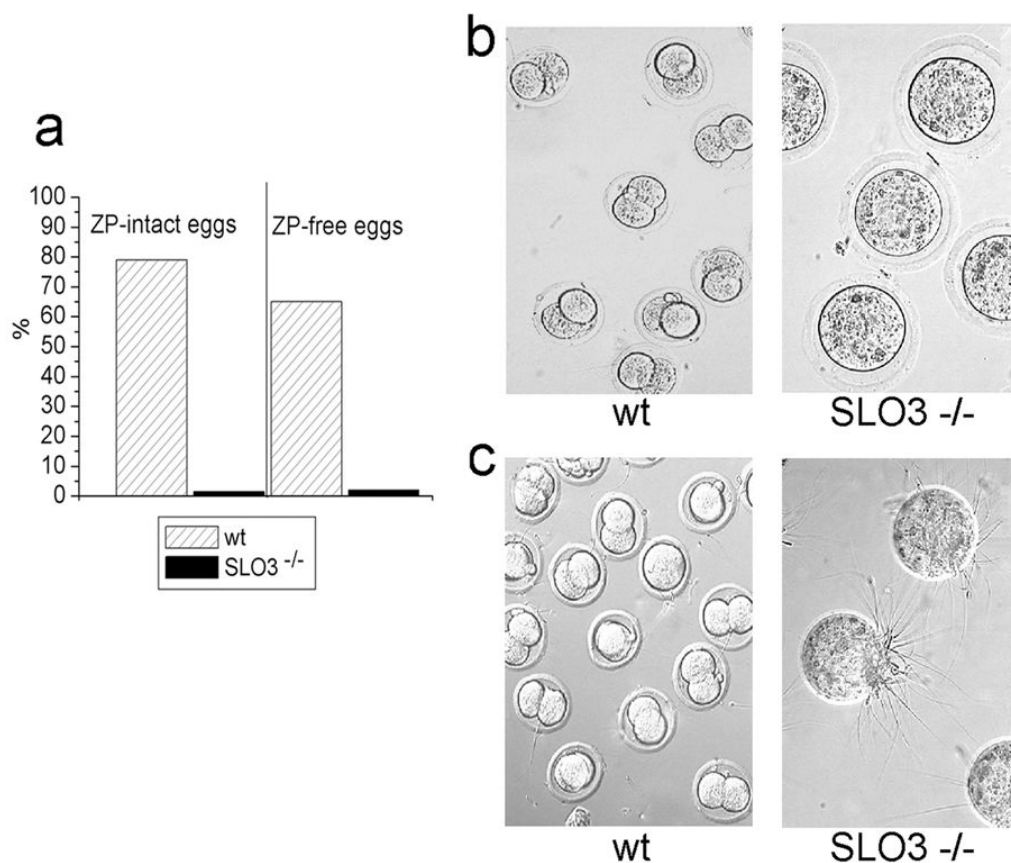 a
100
90
80
70
60
50
40
30
20
10
0
%
ZP-intact eggs
ZP-free eggs
wt
SLO3 -/-
b
wt
SLO3 -/-
c
wt
SLO3 -/-